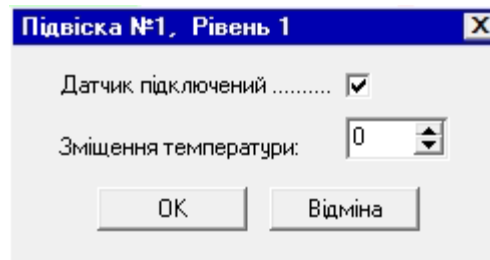 Підвіска №1, Рівень 1
Датчик підключений ..........
Зміщення температури: 0
OK Відміна